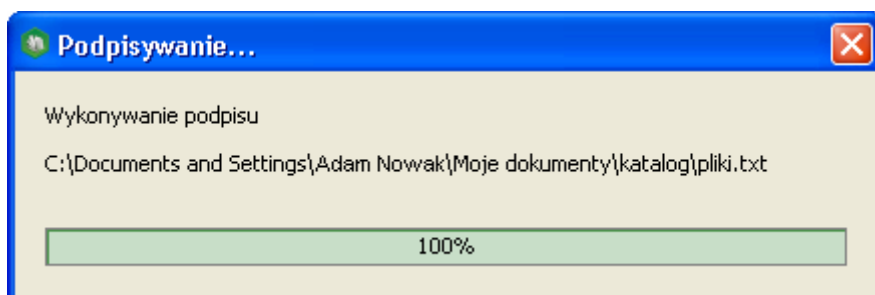 Podpisywanie...
Wykonywanie podpisu
C:\Documents and Settings\Adam Nowak\Moje dokumenty\katalog\pliki.txt
100%